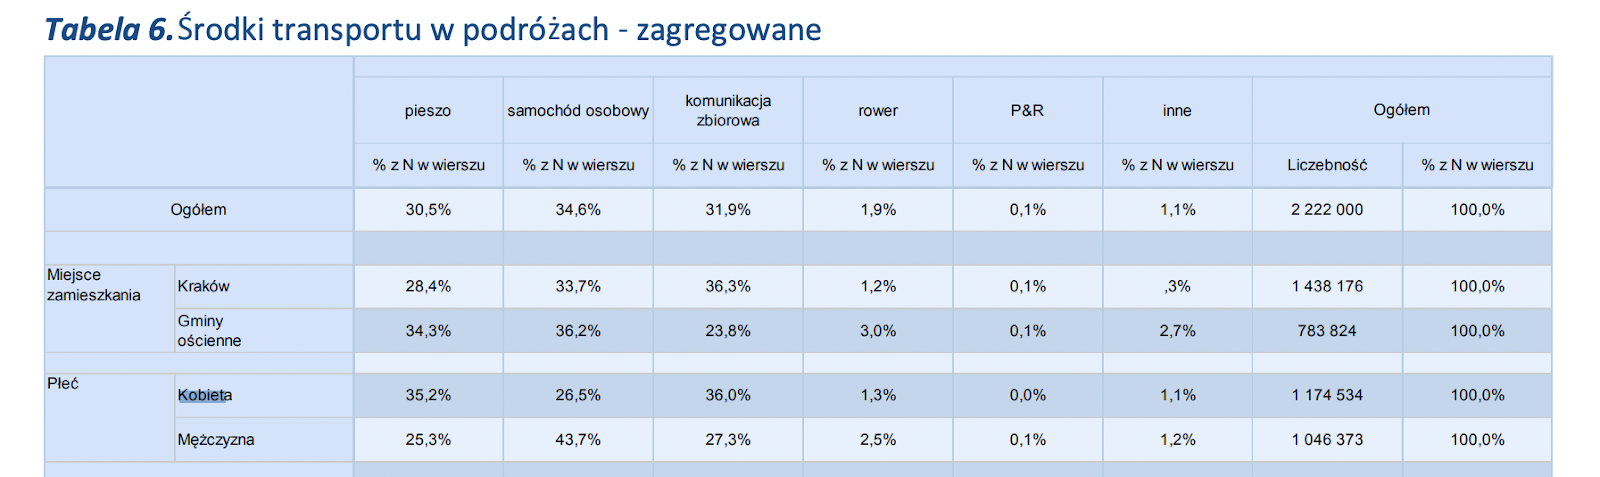 Tabela 6. Środki transportu w podróżach - zagregowane
pieszo samochód osobowy komunikacja zbiorowa rower P&R inne Ogółem
% z N w wierszu % z N w wierszu % z N w wierszu % z N w wierszu % z N w wierszu % z N w wierszu Liczebność % z N w wierszu
Ogółem 30,5% 34,6% 31,9% 1,9% 0,1% 1,1% 2 222 000 100,0%
Miejsce zamieszkania Kraków 28,4% 33,7% 36,3% 1,2% 0,1% ,3% 1 438 176 100,0%
Gminy ościenne 34,3% 36,2% 23,8% 3,0% 0,1% 2,7% 783 824 100,0%
Płeć Kobieta 35,2% 26,5% 36,0% 1,3% 0,0% 1,1% 1 174 534 100,0%
Mężczyzna 25,3% 43,7% 27,3% 2,5% 0,1% 1,2% 1 046 373 100,0%